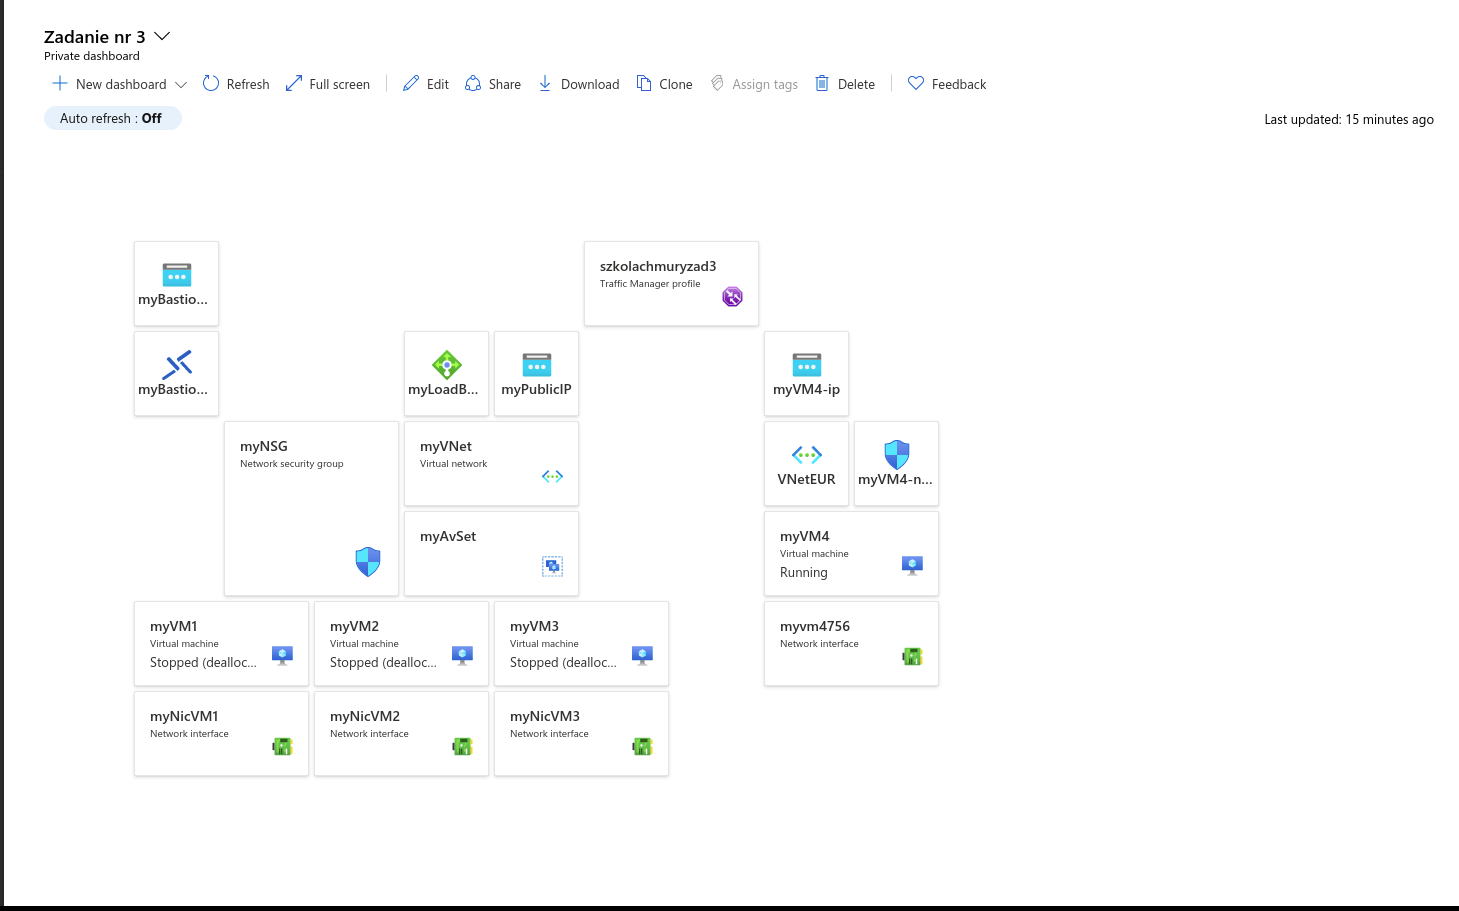 Zadanie nr 3
Private dashboard
New dashboard Refresh Full screen Edit Share Download Clone Assign tags Delete Feedback
Auto refresh : Off
Last updated: 15 minutes ago
myBastio...
szkolachmuryzad3
Traffic Manager profile
myBastio...
myLoadB...
myPublicIP
myVM4-ip
myNSG
Network security group
myVNet
Virtual network
VNetEUR
myVM4-n...
myAvSet
myVM4
Virtual machine
Running
myVM1
Virtual machine
Stopped (dealloc...
myVM2
Virtual machine
Stopped (dealloc...
myVM3
Virtual machine
Stopped (dealloc...
myvm4756
Network interface
myNicVM1
Network interface
myNicVM2
Network interface
myNicVM3
Network interface